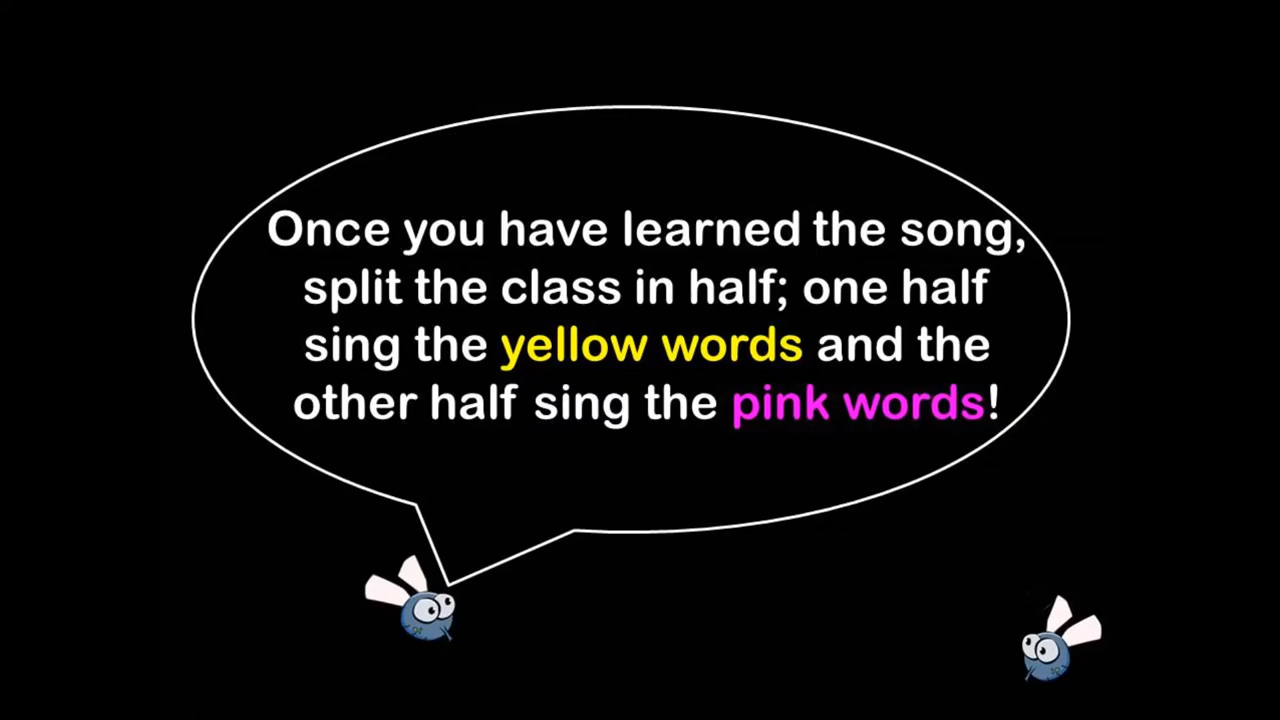 Once you have learned the song,
split the class in half; one half
sing the yellow words and the
other half sing the pink words!